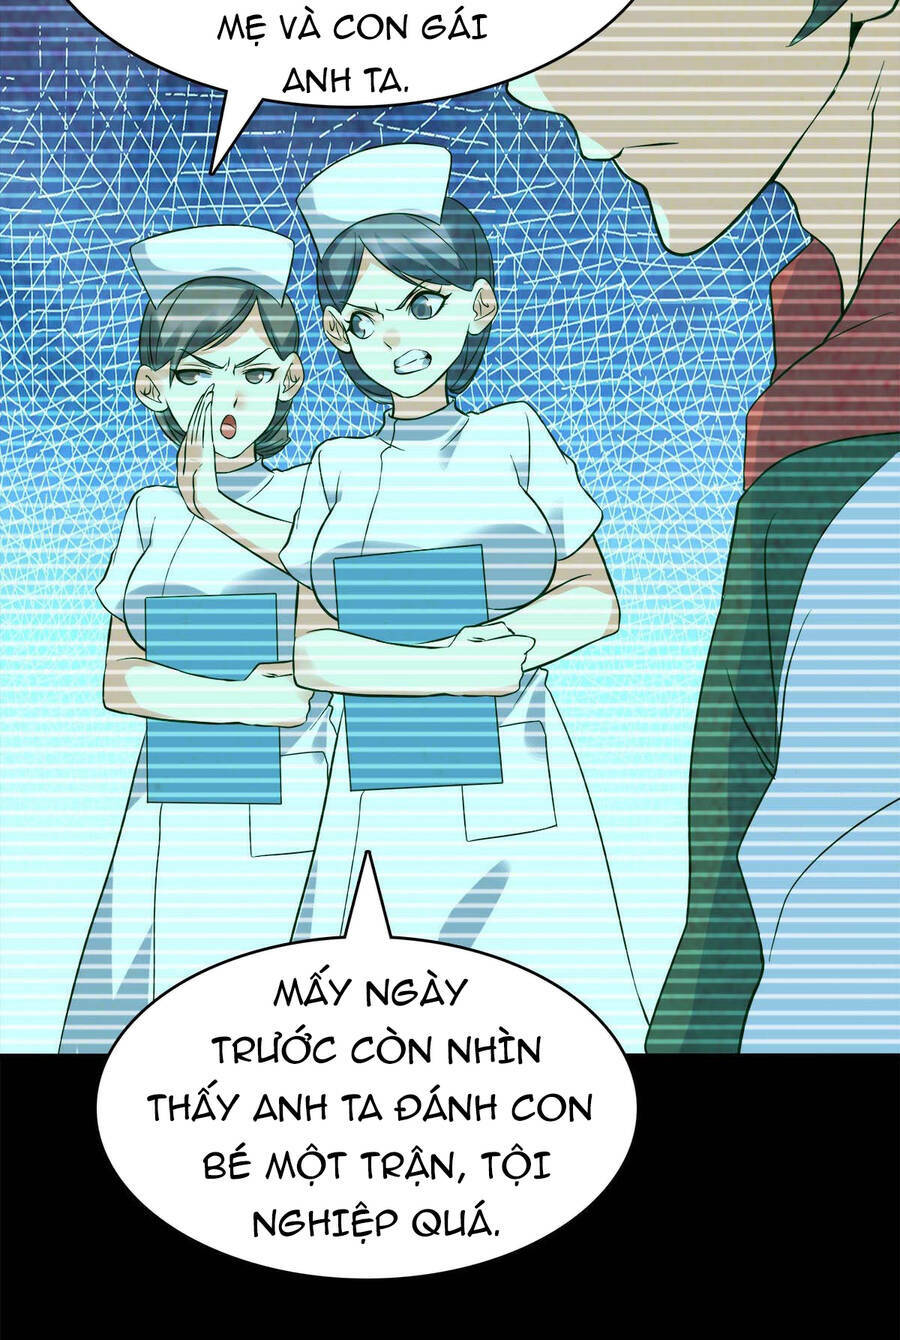 MẸ VÀ CON GÁI
ANH TA.
MẤY NGÀY
TRƯỚC CÒN NHÌN
THẤY ANH TA ĐÁNH CON
BÉ MỘT TRẬN, TỘI
NGHIỆP QUÁ.